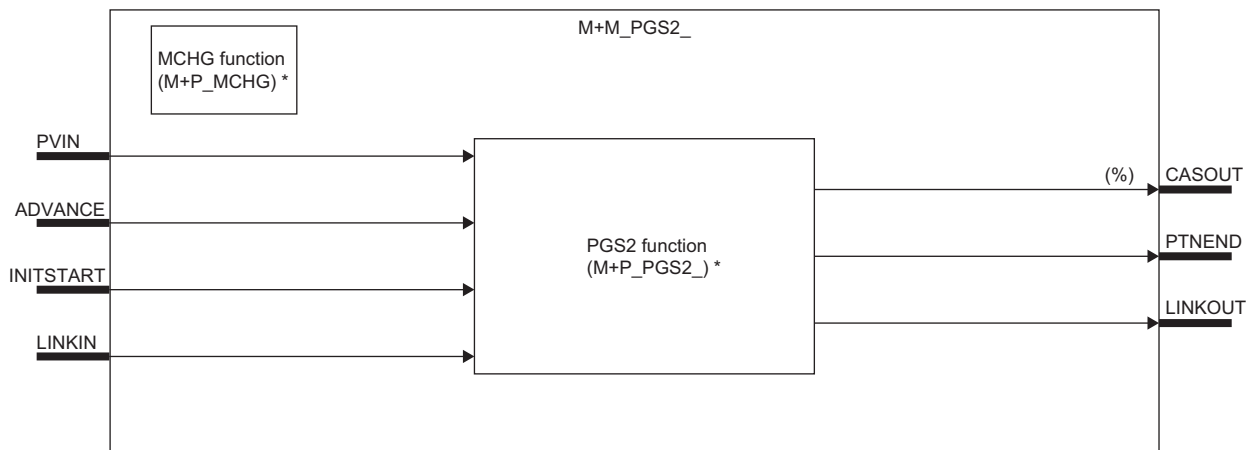 M+M_PGS2_
MCHG function
(M+P_MCHG) *
PVIN
ADVANCE
INITSTART
LINKIN
PGS2 function
(M+P_PGS2_) *
(%)
CASOUT
PTNEND
LINKOUT